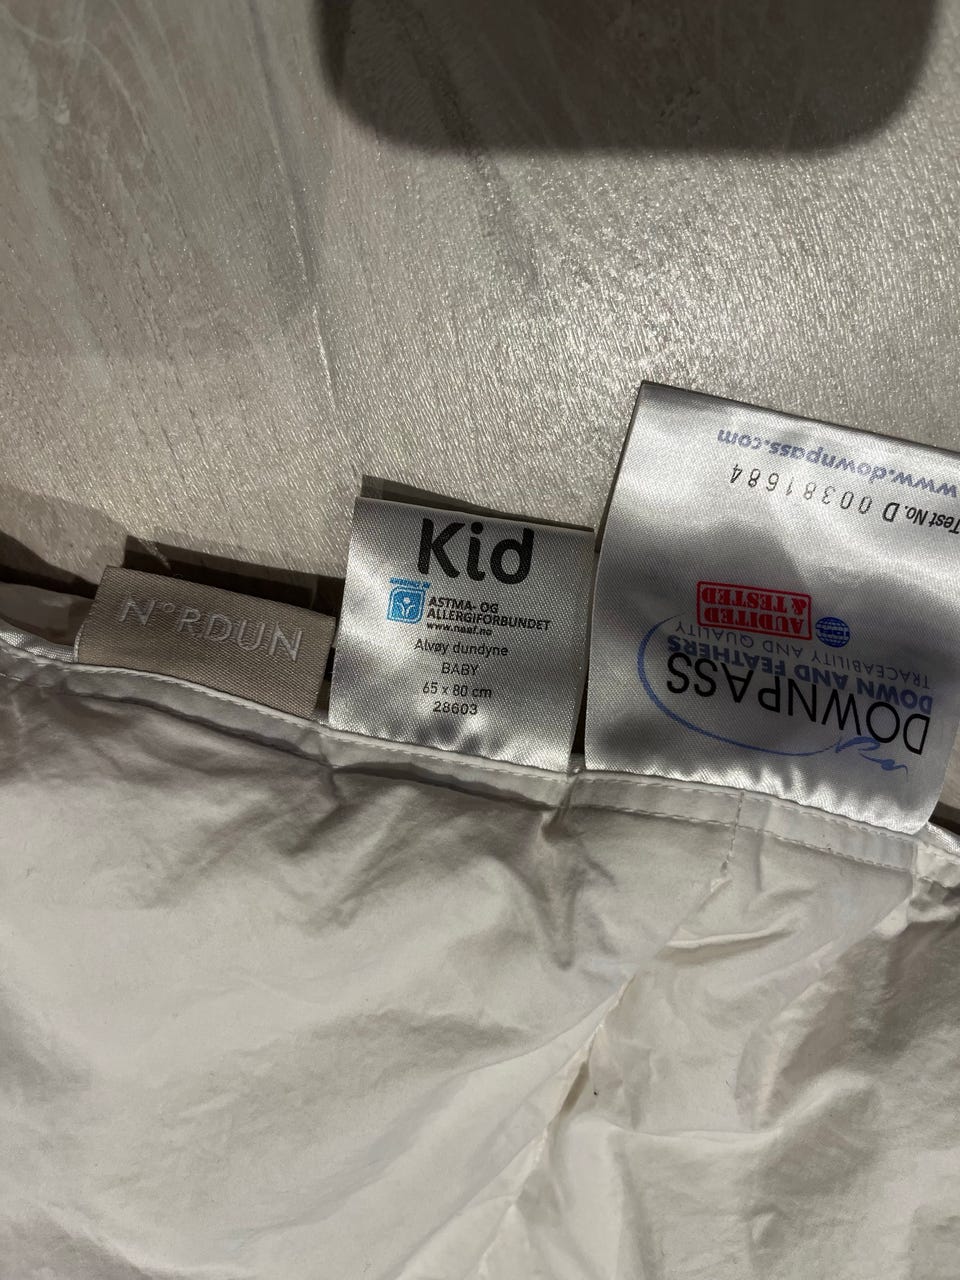 N°RDUN
Kid
ASTMA- OG
ALLERGIFORBUNDET
www.naaf.no
Alvøy dundyne
BABY
65 x 80 cm
28603
DOWNPASS
DOWN AND FEATHERS
TRACEABILITY AND QUALITY
AUDITED
& TESTED
Test No. D 00381684
www.downpass.com